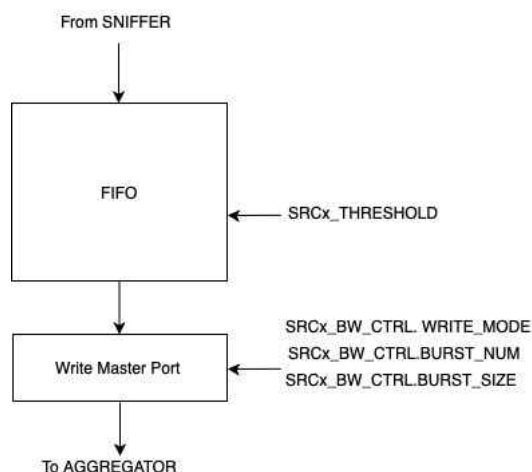 From SNIFFER
FIFO
SRCx_THRESHOLD
SRCx_BW_CTRL. WRITE_MODE
SRCx_BW_CTRL.BURST_NUM
SRCx_BW_CTRL.BURST_SIZE
Write Master Port
To AGGREGATOR